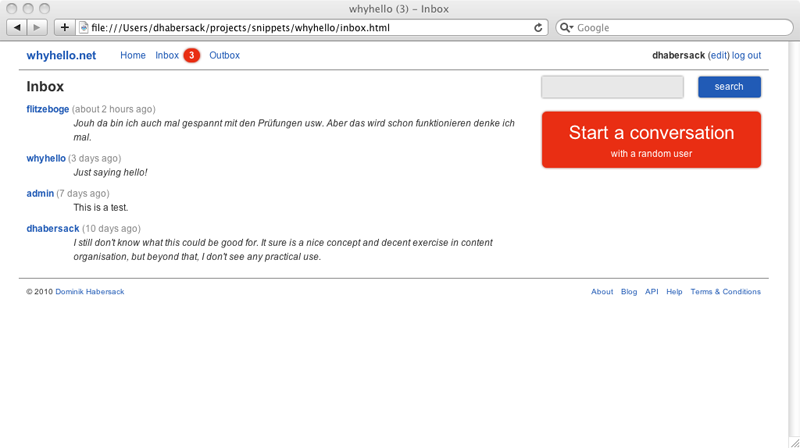 whyhello (3) – Inbox
file:///Users/dhabersack/projects/snippets/whyhello/inbox.html
Google
whyhello.net Home Inbox 3 Outbox dhabersack (edit) log out
Inbox
search
flitzeboge (about 2 hours ago)
Jouh da bin ich auch mal gespannt mit den Prüfungen usw. Aber das wird schon funktionieren denke ich
mal.
Start a conversation
with a random user
whyhello (3 days ago)
Just saying hello!
admin (7 days ago)
This is a test.
dhabersack (10 days ago)
I still don't know what this could be good for. It sure is a nice concept and decent exercise in content
organisation, but beyond that, I don't see any practical use.
© 2010 Dominik Habersack About Blog API Help Terms & Conditions